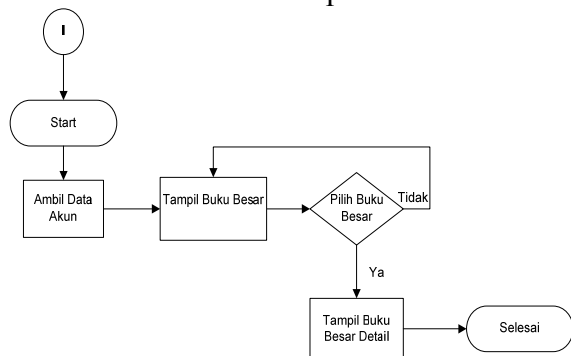 I
Start
Ambil Data
Akun
Tampil Buku Besar
Pilih Buku
Besar
Tidak
Ya
Tampil Buku
Besar Detail
Selesai